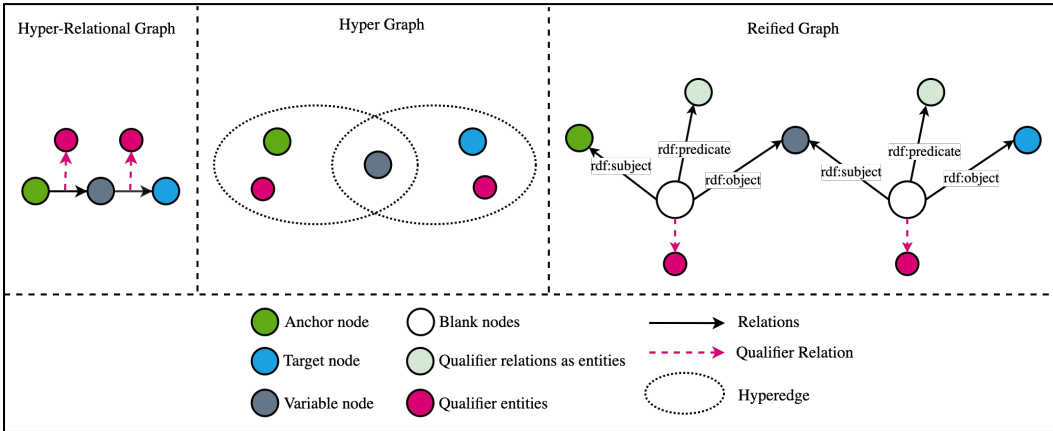 Hyper-Relational Graph
Hyper Graph
Reified Graph
rdf:subject
rdf:predicate
rdf:object
rdf:subject
rdf:predicate
rdf:object
Anchor node
Blank nodes
Relations
Target node
Qualifier relations as entities
Qualifier Relation
Variable node
Qualifier entities
Hyperedge